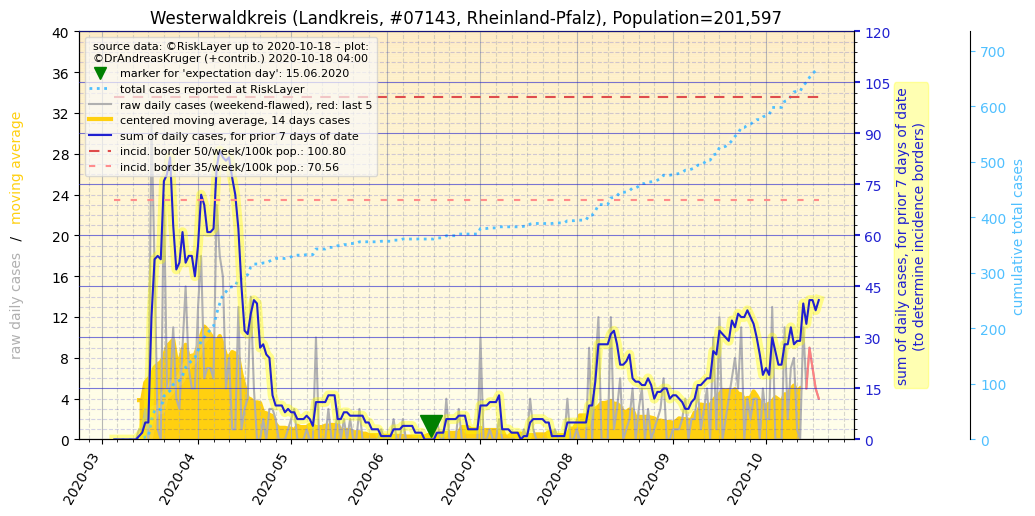 Westerwaldkreis (Landkreis, #07143, Rheinland-Pfalz), Population=201,597
source data: ©RiskLayer up to 2020-10-18 – plot:
©DrAndreasKruger (+contrib.) 2020-10-18 04:00
marker for 'expectation day': 15.06.2020
total cases reported at RiskLayer
raw daily cases (weekend-flawed), red: last 5
centered moving average, 14 days cases
sum of daily cases, for prior 7 days of date
incid. border 50/week/100k pop.: 100.80
incid. border 35/week/100k pop.: 70.56
raw daily cases / moving average
40
36
32
28
24
20
16
12
8
4
0
2020-03
2020-04
2020-05
2020-06
2020-07
2020-08
2020-09
2020-10
120
105
90
75
60
45
30
15
0
sum of daily cases, for prior 7 days of date
(to determine incidence borders)
700
600
500
400
300
200
100
0
cumulative total cases